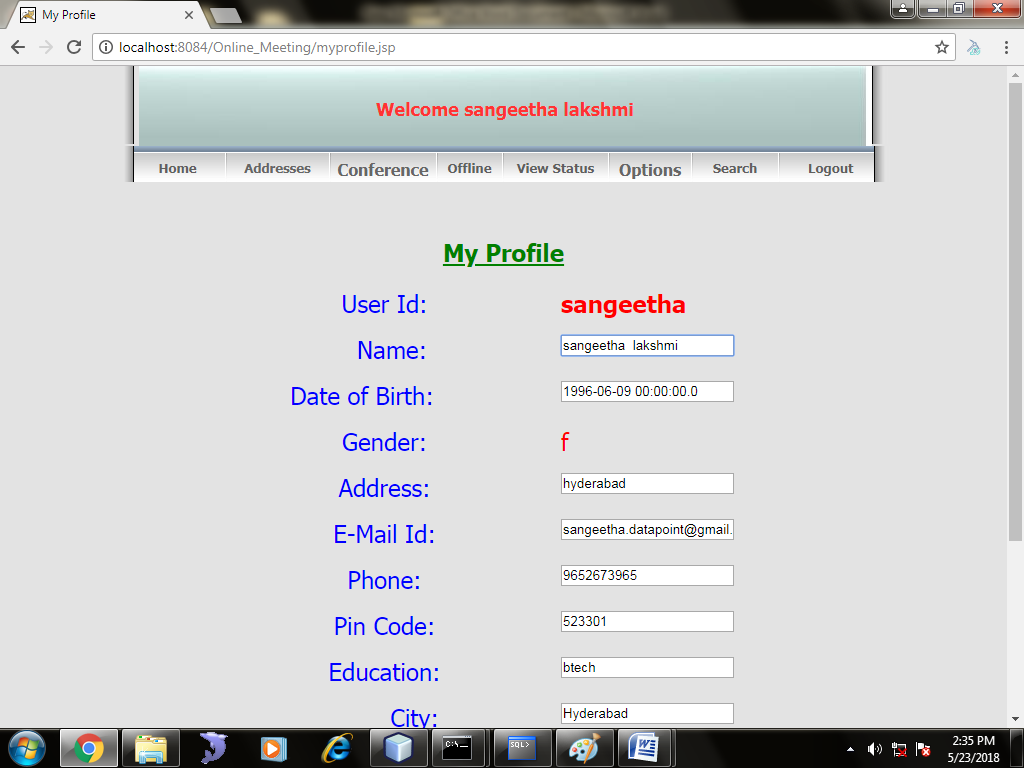 My Profile
localhost:8084/Online_Meeting/myprofile.jsp
Welcome sangeetha lakshmi
Home Addresses Conference Offline View Status Options Search Logout
My Profile
User Id: sangeetha
Name: sangeetha  lakshmi
Date of Birth: 1996-06-09 00:00:00.0
Gender: f
Address: hyderabad
E-Mail Id: sangeetha.datapoint@gmail.
Phone: 9652673965
Pin Code: 523301
Education: btech
City: Hyderabad
C:\_ SQL>
2:35 PM
5/23/2018